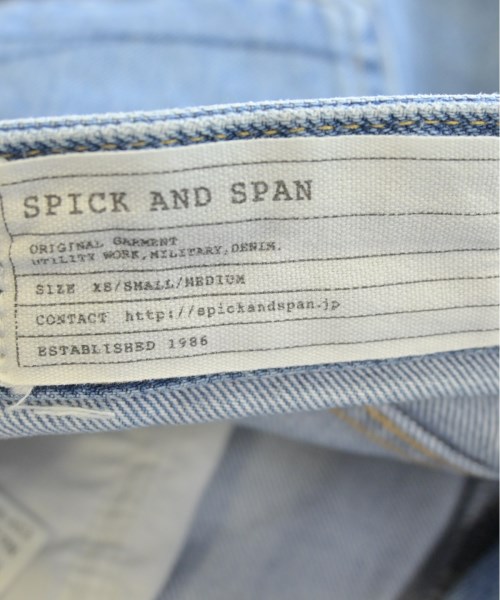 SPICK AND SPAN
ORIGINAL GARMENT
UTILITY WORK, MILITARY, DENIM.
SIZE XS/SMALL/MEDIUM
CONTACT http://spickandspan.jp
ESTABLISHED 1986